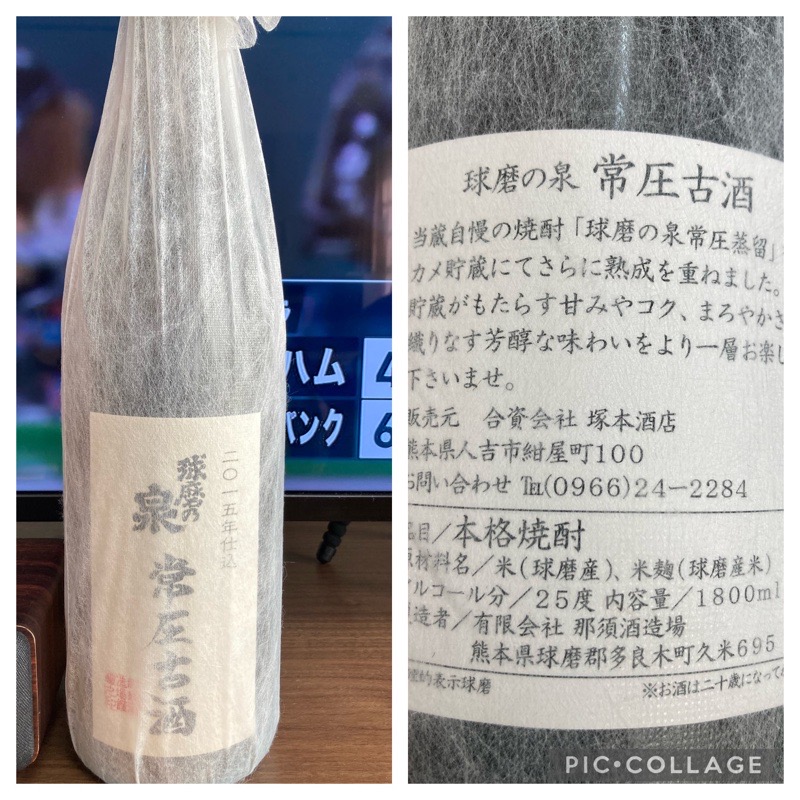 ハム 4
バンク 6
二〇一五年仕込
球磨の
泉
常圧古酒
球磨の泉 常圧古酒
当蔵自慢の焼酎「球磨の泉常圧蒸留」
カメ貯蔵にてさらに熟成を重ねました。
貯蔵がもたらす甘みやコク、まろやかさ
織りなす芳醇な味わいをより一層お楽し
下さいませ。
販売元 合資会社 塚本酒店
熊本県人吉市紺屋町100
お問い合わせ ℡(0966)24-2284
品目/本格焼酎
原材料名/米(球磨産)、米麴(球磨産米)
アルコール分/25度 内容量/1800ml
製造者/有限会社 那須酒造場
熊本県球磨郡多良木町久米695
理的表示球磨
※お酒は二十歳になって
PIC•COLLAGE